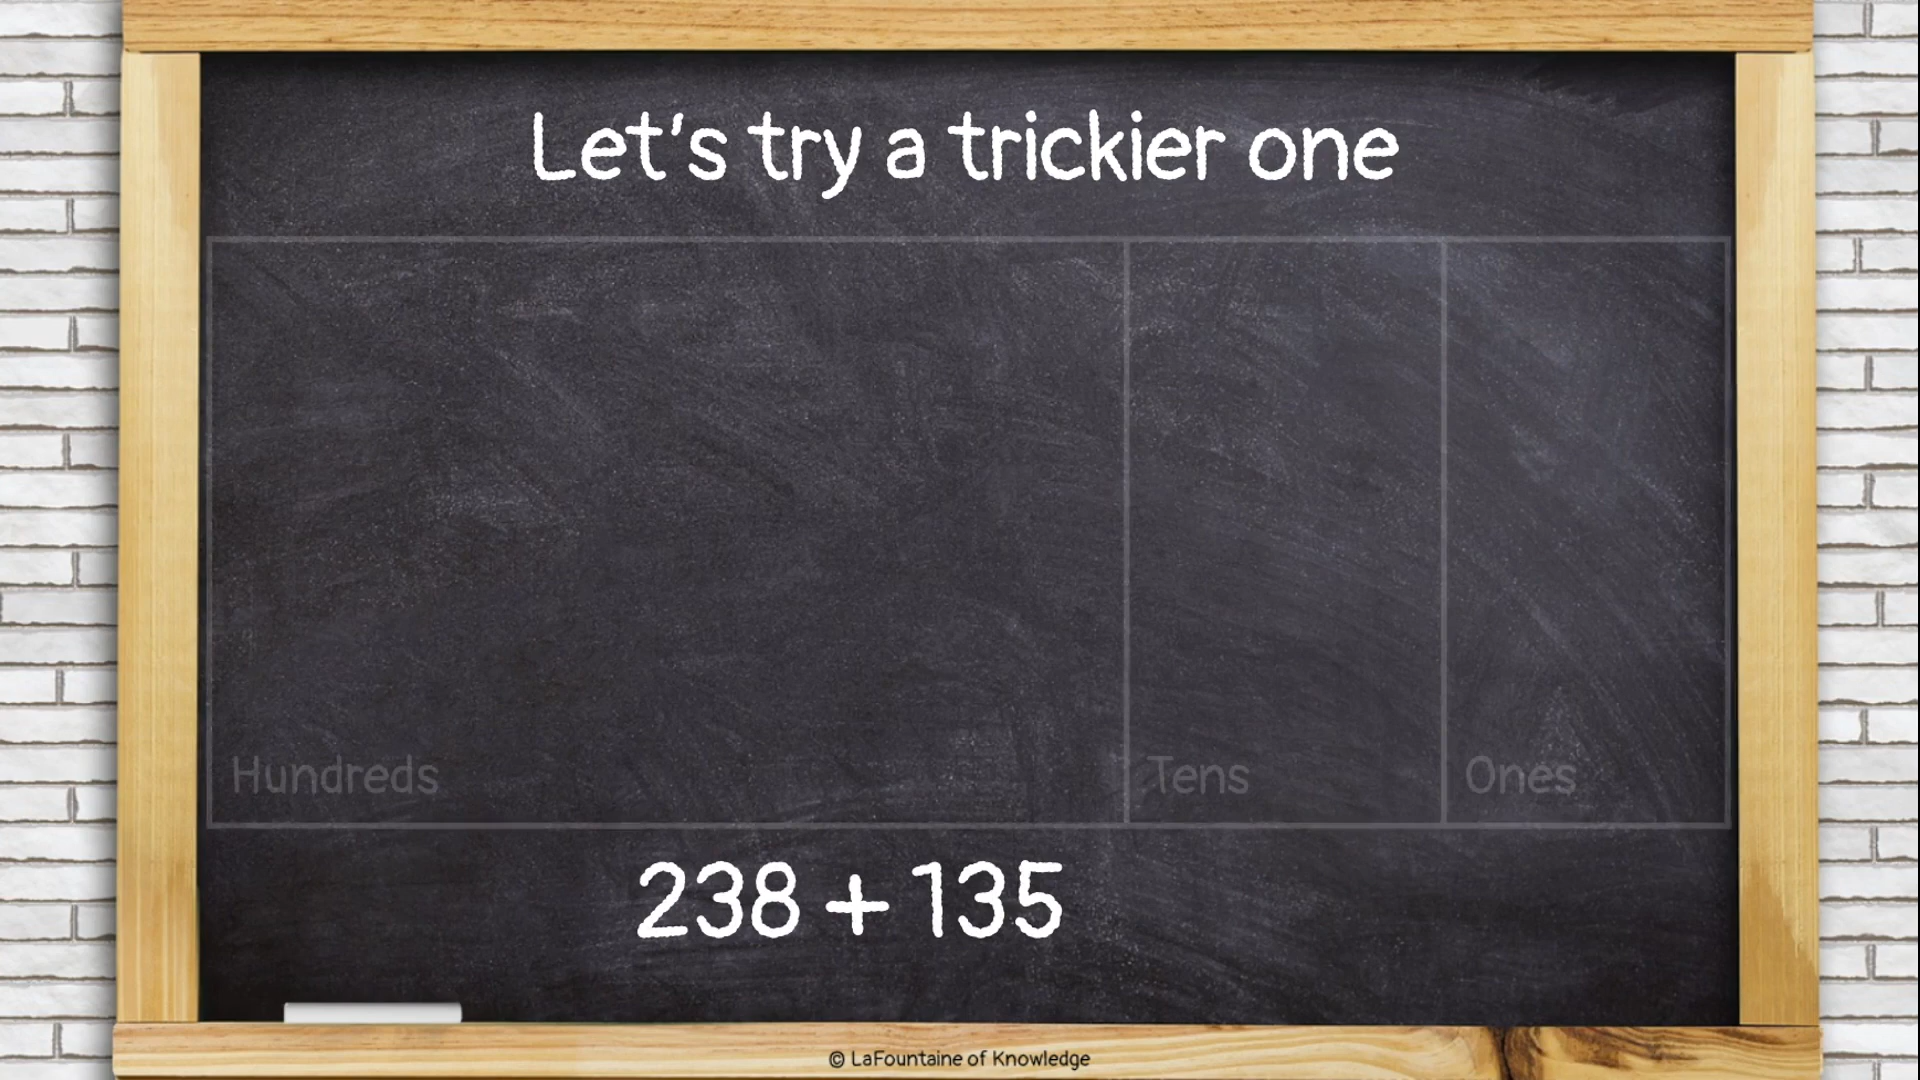 Let's try a trickier one
Hundreds
Tens
Ones
238 + 135
© LaFountaine of Knowledge